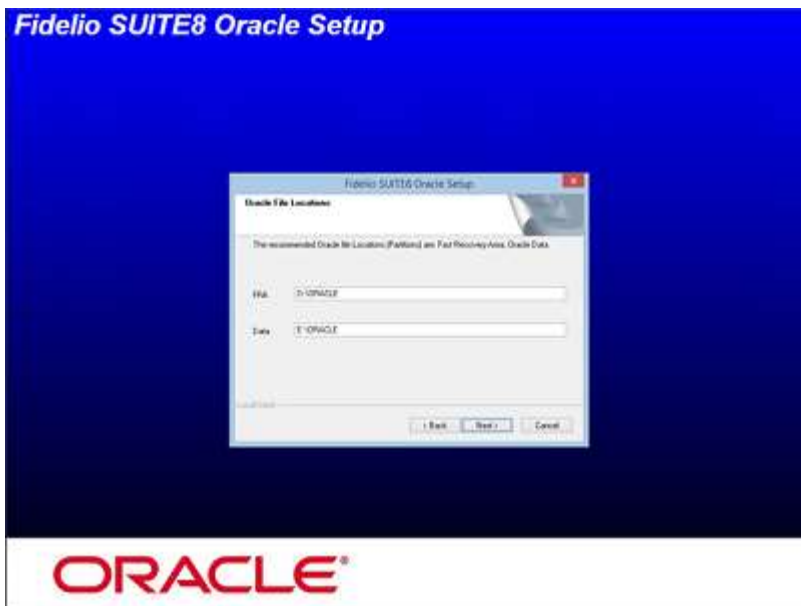 Fidelio SUITE8 Oracle Setup
Fidelio SUITE8 Oracle Setup
Oracle File Locations
The recommended Oracle file Locations (Partitions) are: Fast Recovery Area, Oracle Data.
FRA
D:\ORACLE
Data
E:\ORACLE
< Back
Next >
Cancel
ORACLE®